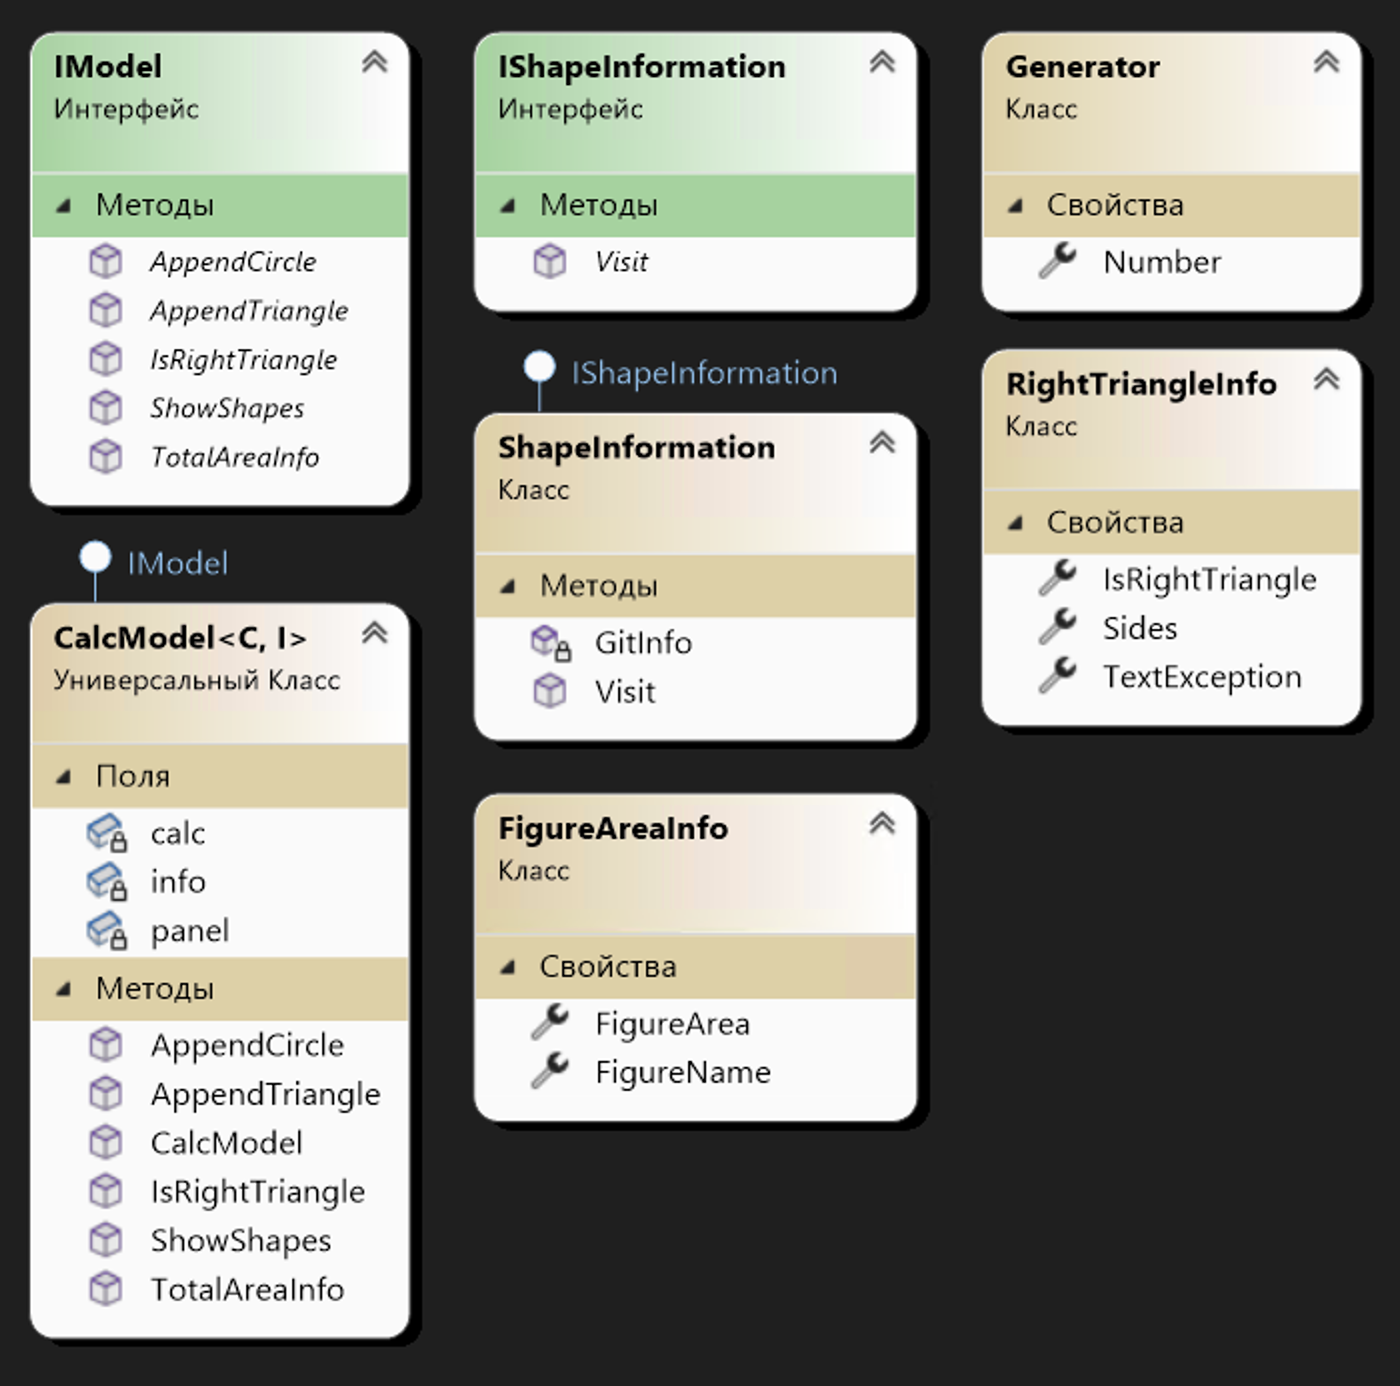 IModel
Интерфейс
Методы
AppendCircle
AppendTriangle
IsRightTriangle
ShowShapes
TotalAreaInfo
IModel
CalcModel<C, I>
Универсальный Класс
Поля
calc
info
panel
Методы
AppendCircle
AppendTriangle
CalcModel
IsRightTriangle
ShowShapes
TotalAreaInfo
IShapeInformation
Интерфейс
Методы
Visit
IShapeInformation
ShapeInformation
Класс
Методы
GitInfo
Visit
FigureAreaInfo
Класс
Свойства
FigureArea
FigureName
Generator
Класс
Свойства
Number
RightTriangleInfo
Класс
Свойства
IsRightTriangle
Sides
TextException